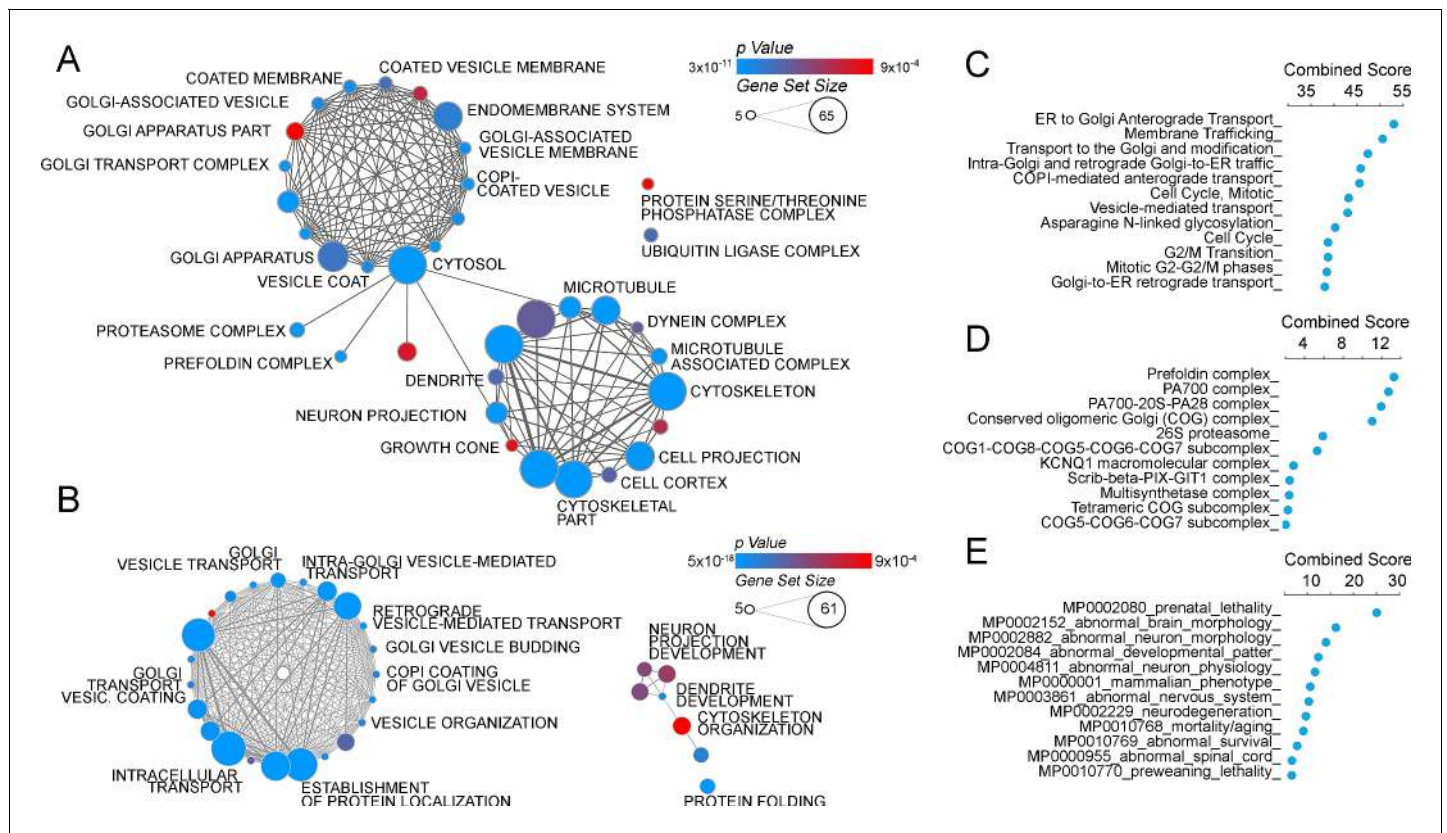 A
COATED MEMBRANE
COATED VESICLE MEMBRANE
GOLGI-ASSOCIATED VESICLE
ENDOMEMBRANE SYSTEM
GOLGI APPARATUS PART
GOLGI-ASSOCIATED
VESICLE MEMBRANE
GOLGI TRANSPORT COMPLEX
COPI-
COATED VESICLE
GOLGI APPARATUS
CYTOSOL
VESICLE COAT
p Value
3x10⁻¹¹
9x10⁻⁴
Gene Set Size
5
65
PROTEIN SERINE/THREONINE
PHOSPHATASE COMPLEX
UBIQUITIN LIGASE COMPLEX
PROTEASOME COMPLEX
PREFOLDIN COMPLEX
MICROTUBULE
DYNEIN COMPLEX
MICROTUBULE
ASSOCIATED COMPLEX
DENDRITE
CYTOSKELETON
NEURON PROJECTION
GROWTH CONE
CELL PROJECTION
CELL CORTEX
CYTOSKELETAL
PART
B
GOLGI
VESICLE TRANSPORT
INTRA-GOLGI VESICLE-MEDIATED
TRANSPORT
RETROGRADE
VESICLE-MEDIATED TRANSPORT
GOLGI VESICLE BUDDING
COPI COATING
OF GOLGI VESICLE
GOLGI
TRANSPORT
VESIC. COATING
VESICLE ORGANIZATION
INTRACELLULAR
TRANSPORT
ESTABLISHMENT
OF PROTEIN LOCALIZATION
p Value
5x10⁻¹⁸
9x10⁻⁴
Gene Set Size
5
61
NEURON
PROJECTION
DEVELOPMENT
DENDRITE
DEVELOPMENT
CYTOSKELETON
ORGANIZATION
PROTEIN FOLDING
C
Combined Score
35 45 55
ER to Golgi Anterograde Transport
Membrane Trafficking
Transport to the Golgi and modification
Intra-Golgi and retrograde Golgi-to-ER traffic
COPI-mediated anterograde transport
Cell Cycle, Mitotic
Vesicle-mediated transport
Asparagine N-linked glycosylation
Cell Cycle
G2/M Transition
Mitotic G2-G2/M phases
Golgi-to-ER retrograde transport
D
Combined Score
4 8 12
Prefoldin complex
PA700 complex
PA700-20S-PA28 complex
Conserved oligomeric Golgi (COG) complex
26S proteasome
COG1-COG8-COG5-COG6-COG7 subcomplex
KCNQ1 macromolecular complex
Scrib-beta-PIX-GIT1 complex
Multisynthetase complex
Tetrameric COG subcomplex
COG5-COG6-COG7 subcomplex
E
Combined Score
10 20 30
MP0002080_prenatal_lethality
MP0002152_abnormal_brain_morphology
MP0002882_abnormal_neuron_morphology
MP0002084_abnormal_developmental_patter
MP0004811_abnormal_neuron_physiology
MP0000001_mammalian_phenotype
MP0003861_abnormal_nervous_system
MP0002229_neurodegeneration
MP0010768_mortality/aging
MP0010769_abnormal_survival
MP0000955_abnormal_spinal_cord
MP0010770_preweaning_lethality